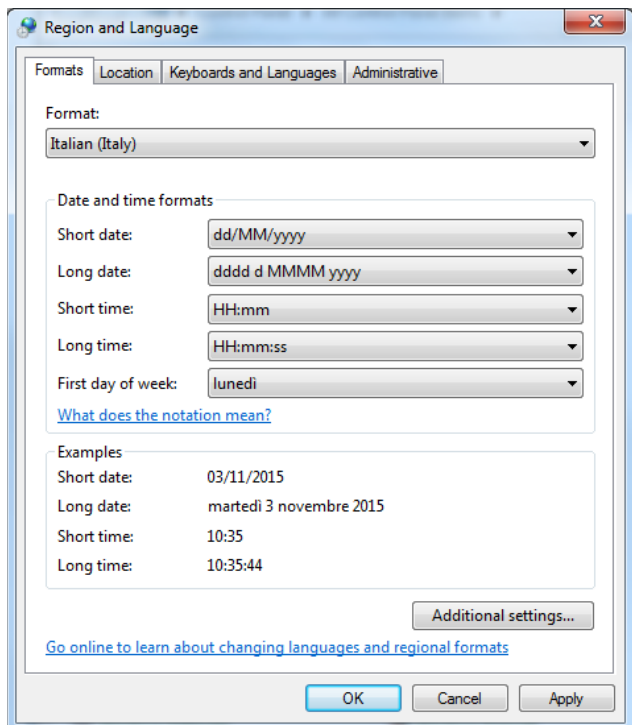 Region and Language
Formats Location Keyboards and Languages Administrative
Format:
Italian (Italy)
Date and time formats
Short date: dd/MM/yyyy
Long date: dddd d MMMM yyyy
Short time: HH:mm
Long time: HH:mm:ss
First day of week: lunedì
What does the notation mean?
Examples
Short date: 03/11/2015
Long date: martedì 3 novembre 2015
Short time: 10:35
Long time: 10:35:44
Additional settings...
Go online to learn about changing languages and regional formats
OK Cancel Apply